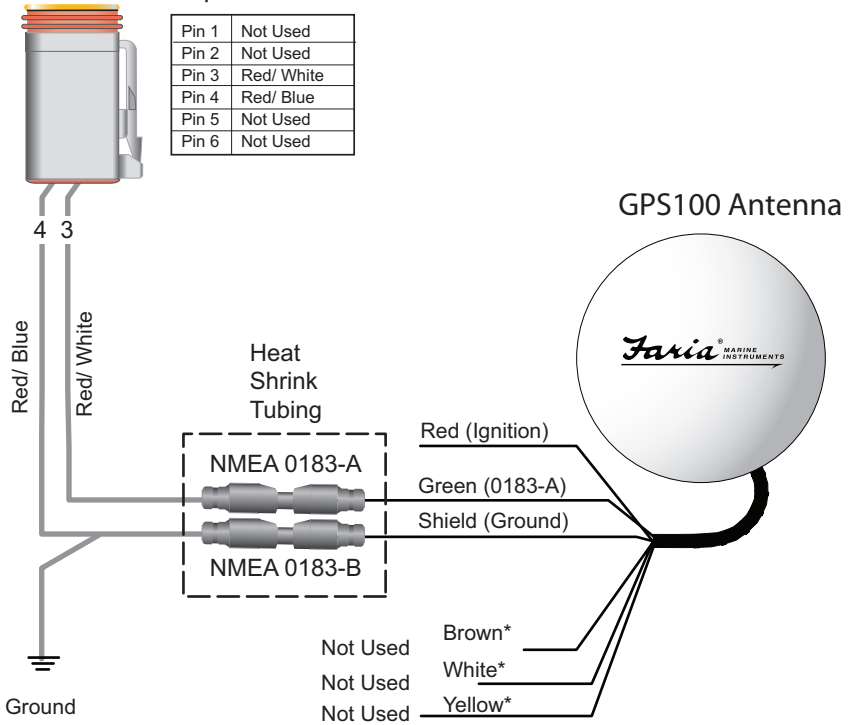 Pin 1 Not Used
Pin 2 Not Used
Pin 3 Red/ White
Pin 4 Red/ Blue
Pin 5 Not Used
Pin 6 Not Used
GPS100 Antenna
4 3
Red/ Blue
Red/ White
Faria® MARINE INSTRUMENTS
Heat
Shrink
Tubing
Red (Ignition)
NMEA 0183-A
Green (0183-A)
Shield (Ground)
NMEA 0183-B
Not Used Brown*
Not Used White*
Not Used Yellow*
Ground